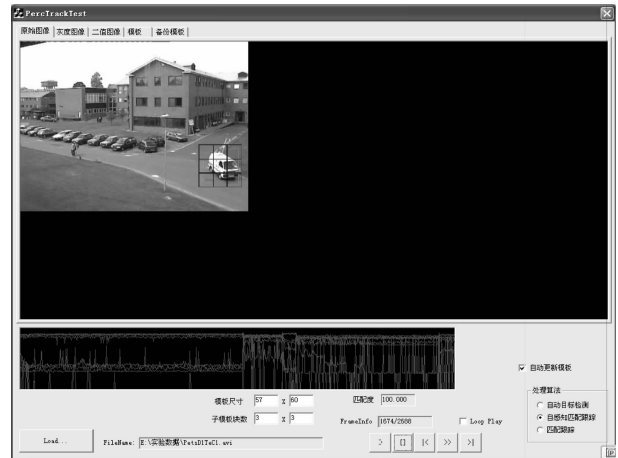 PercTrackTest
原始图像 灰度图像 二值图像 模板 备份模板
自动更新模板
模板尺寸 57 x 60 匹配度 100.000
处理算法
自动目标检测
子模板块数 3 x 3 FrameInfo 1674/2688 Loop Play
自感知匹配跟踪
匹配跟踪
Load... FileName: E:\实验数据\PetsD1TeC1.avi > [] |< >> >|